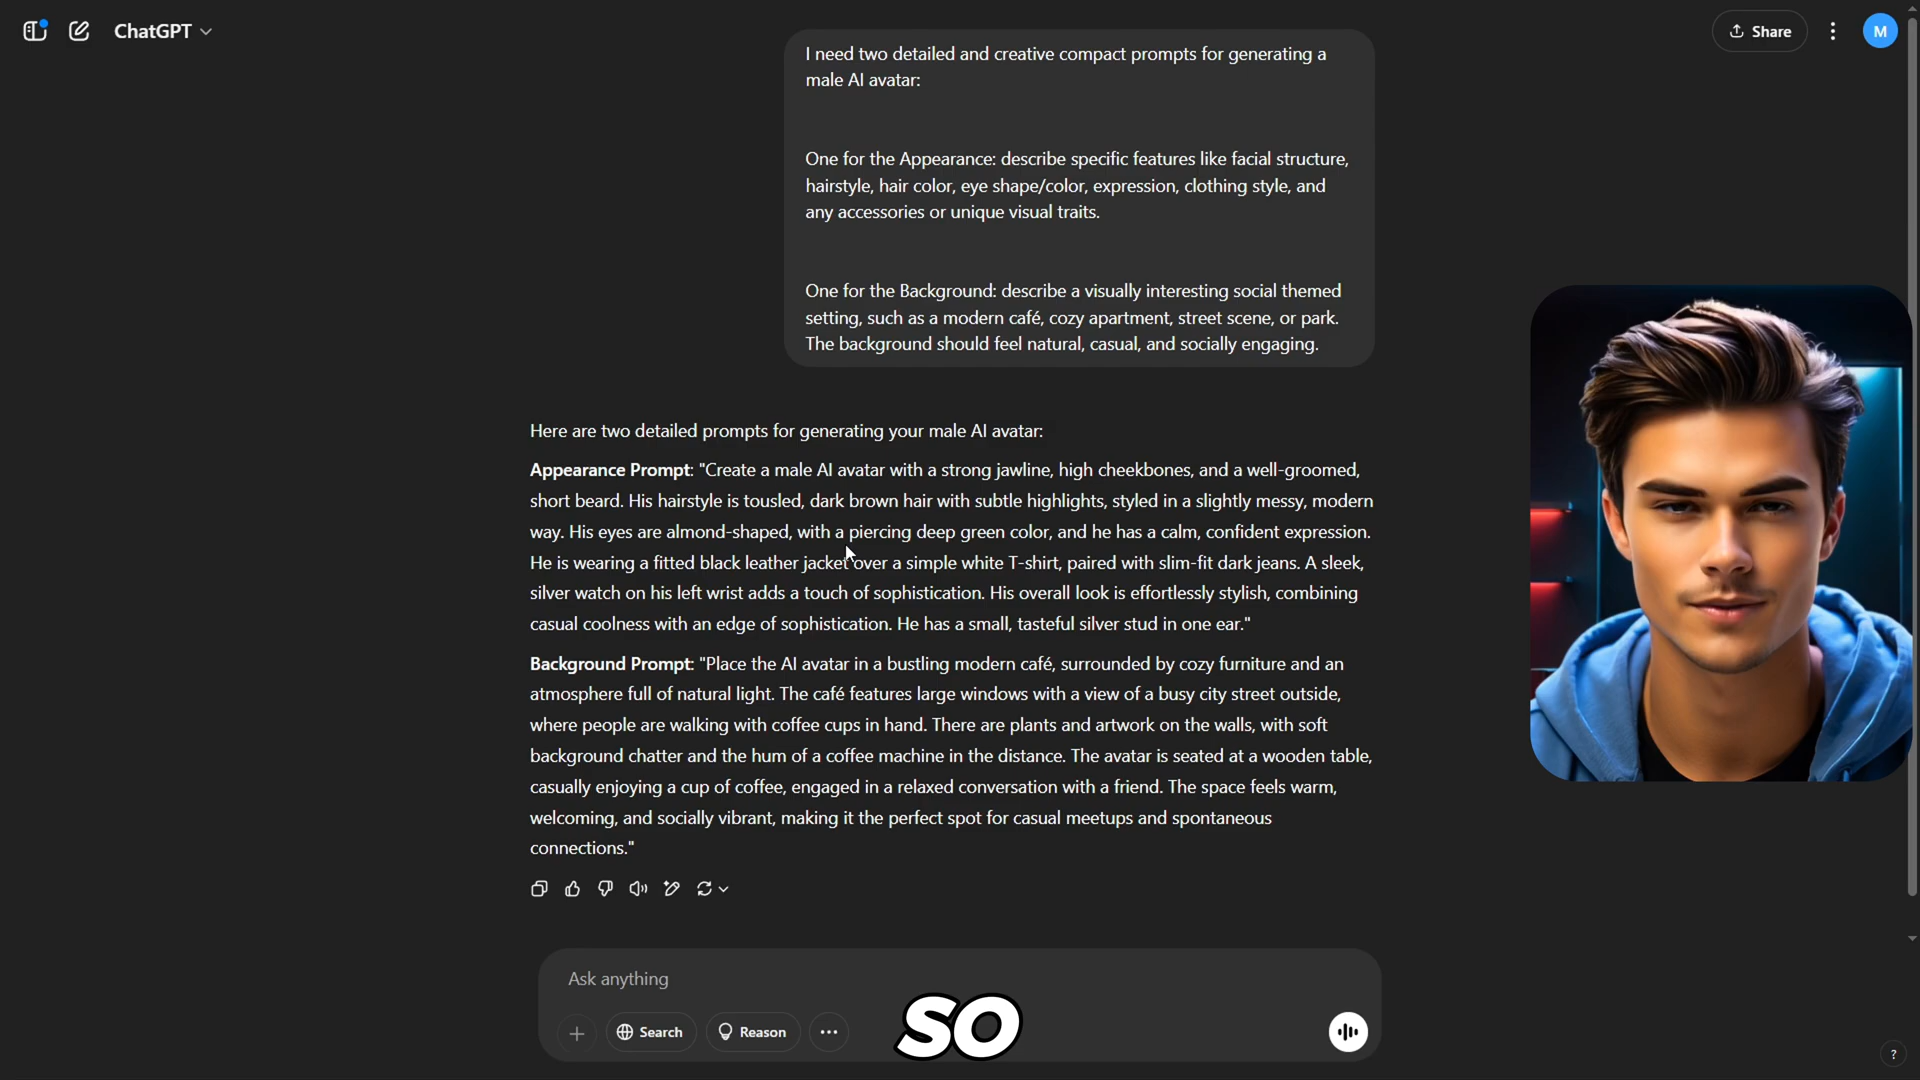 ChatGPT
Share
M
I need two detailed and creative compact prompts for generating a
male AI avatar:
One for the Appearance: describe specific features like facial structure,
hairstyle, hair color, eye shape/color, expression, clothing style, and
any accessories or unique visual traits.
One for the Background: describe a visually interesting social themed
setting, such as a modern café, cozy apartment, street scene, or park.
The background should feel natural, casual, and socially engaging.
Here are two detailed prompts for generating your male AI avatar:
Appearance Prompt: "Create a male AI avatar with a strong jawline, high cheekbones, and a well-groomed,
short beard. His hairstyle is tousled, dark brown hair with subtle highlights, styled in a slightly messy, modern
way. His eyes are almond-shaped, with a piercing deep green color, and he has a calm, confident expression.
He is wearing a fitted black leather jacket over a simple white T-shirt, paired with slim-fit dark jeans. A sleek,
silver watch on his left wrist adds a touch of sophistication. His overall look is effortlessly stylish, combining
casual coolness with an edge of sophistication. He has a small, tasteful silver stud in one ear."
Background Prompt: "Place the AI avatar in a bustling modern café, surrounded by cozy furniture and an
atmosphere full of natural light. The café features large windows with a view of a busy city street outside,
where people are walking with coffee cups in hand. There are plants and artwork on the walls, with soft
background chatter and the hum of a coffee machine in the distance. The avatar is seated at a wooden table,
casually enjoying a cup of coffee, engaged in a relaxed conversation with a friend. The space feels warm,
welcoming, and socially vibrant, making it the perfect spot for casual meetups and spontaneous
connections."
Ask anything
Search
Reason
SO
?